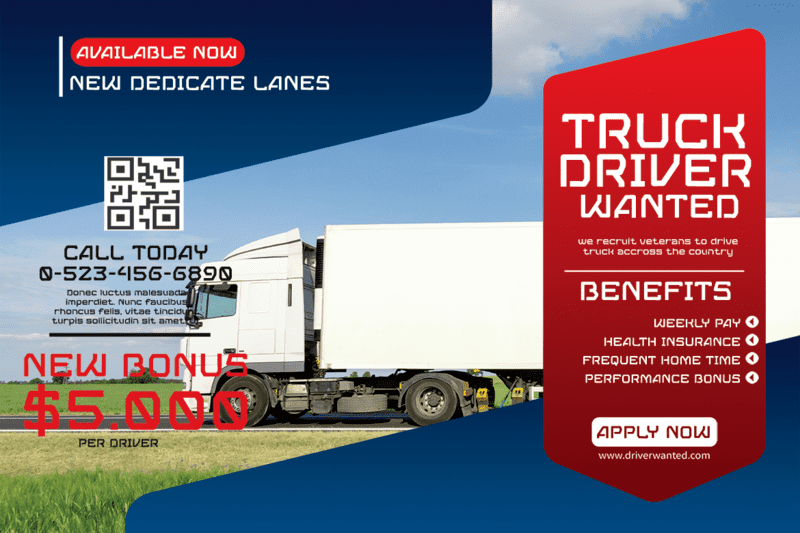 AVAILABLE NOW
NEW DEDICATE LANES
CALL TODAY
0-523-456-6890
Donec luctus malesuada
imperdiet. Nunc faucibus
rhoncus felis, vitae tincidun
turpis sollicitudin sit amet
NEW BONUS
$5.000
PER DRIVER
TRUCK
DRIVER
WANTED
we recruit veterans to drive
truck accross the country
BENEFITS
WEEKLY PAY
HEALTH INSURANCE
FREQUENT HOME TIME
PERFORMANCE BONUS
APPLY NOW
www.driverwanted.com